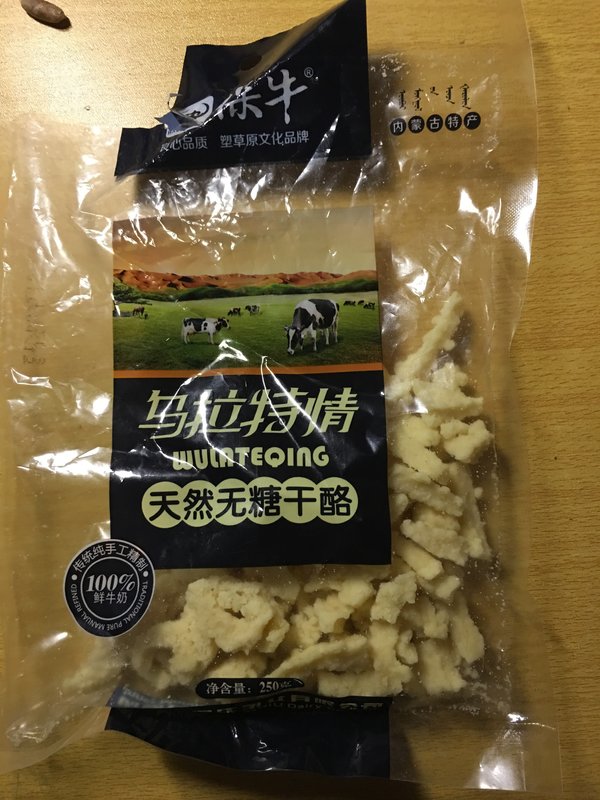 牛®
心品质 塑草原文化品牌
内蒙古特产
乌拉特情
WULATEQING
天然无糖干酪
传统纯手工精制
100%
鲜牛奶
TRADITIONAL PURE MANUAL REFINED
净含量：250克